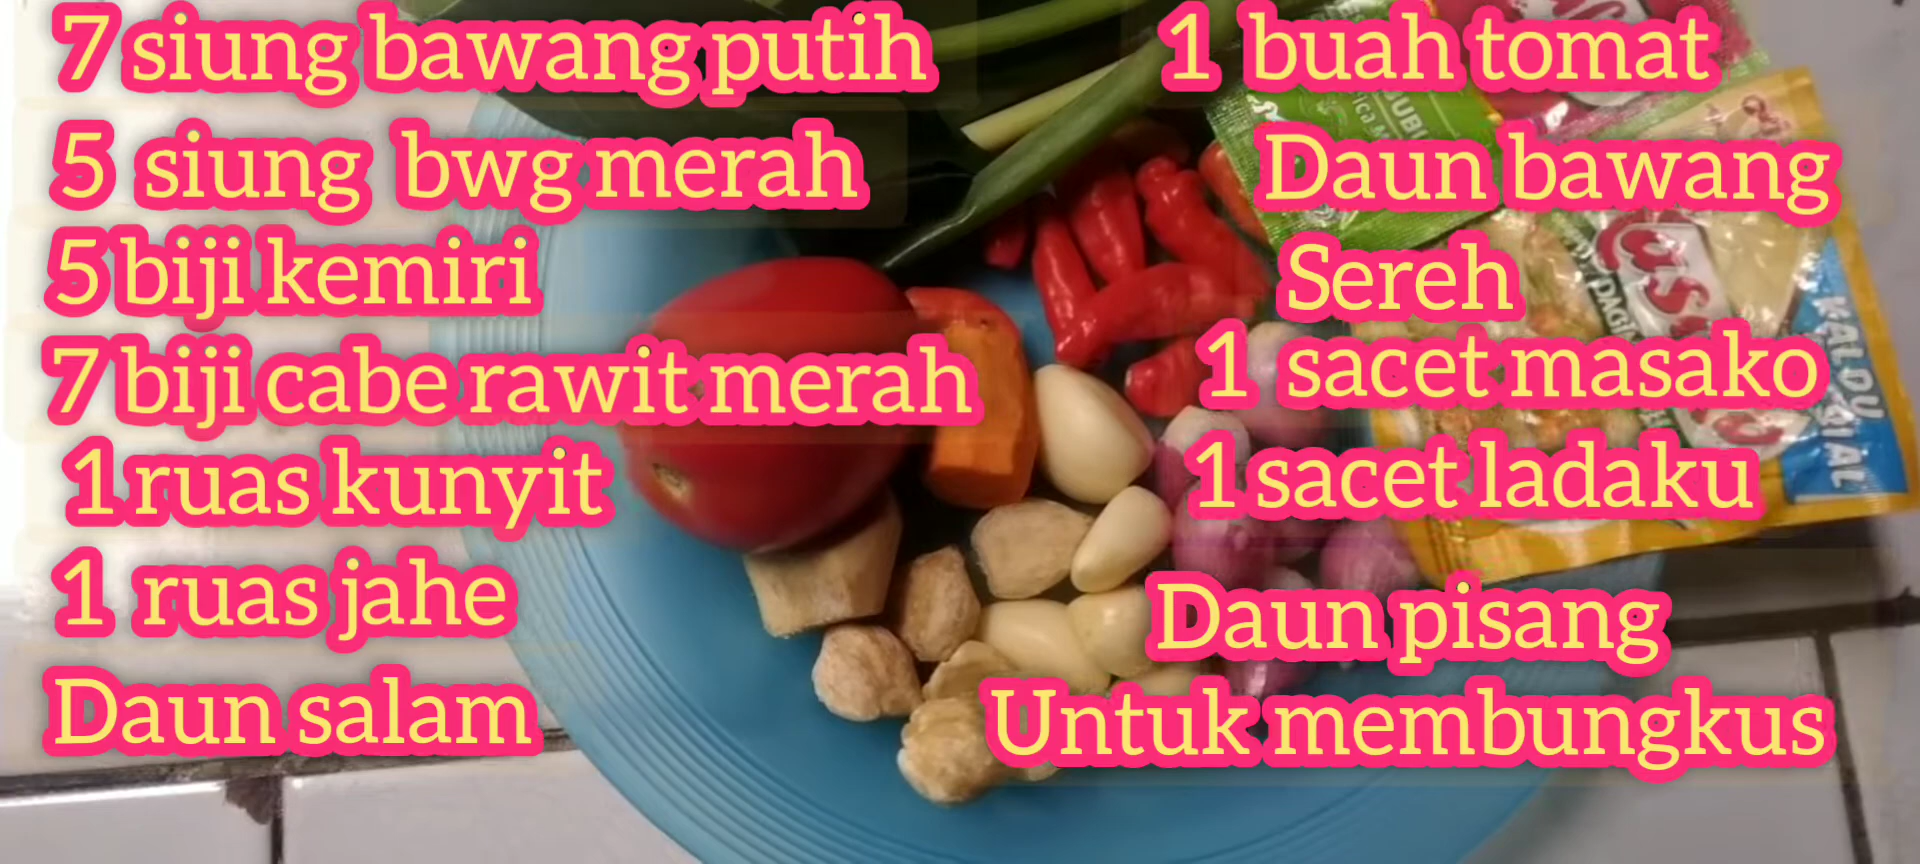 7 siung bawang putih
5 siung bwg merah
5 biji kemiri
7 biji cabe rawit merah
1 ruas kunyit
1 ruas jahe
Daun salam
1 buah tomat
Daun bawang
Sereh
1 sacet masako
1 sacet ladaku
Daun pisang
Untuk membungkus